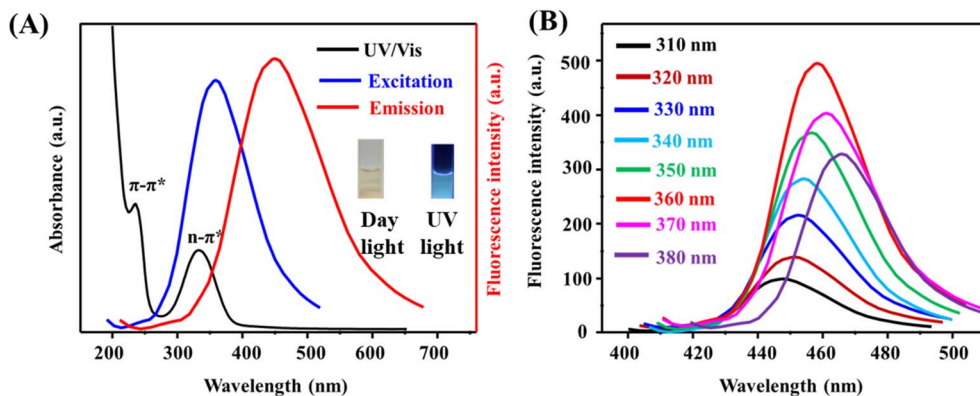 (A)
Absorbance (a.u.)
UV/Vis
Excitation
Emission
π-π*
n-π*
Day
light
UV
light
200 300 400 500 600 700
Wavelength (nm)
Fluorescence intensity (a.u.)
(B)
Fluorescence intensity (a.u.)
500
400
300
200
100
0
310 nm
320 nm
330 nm
340 nm
350 nm
360 nm
370 nm
380 nm
400 420 440 460 480 500
Wavelength (nm)